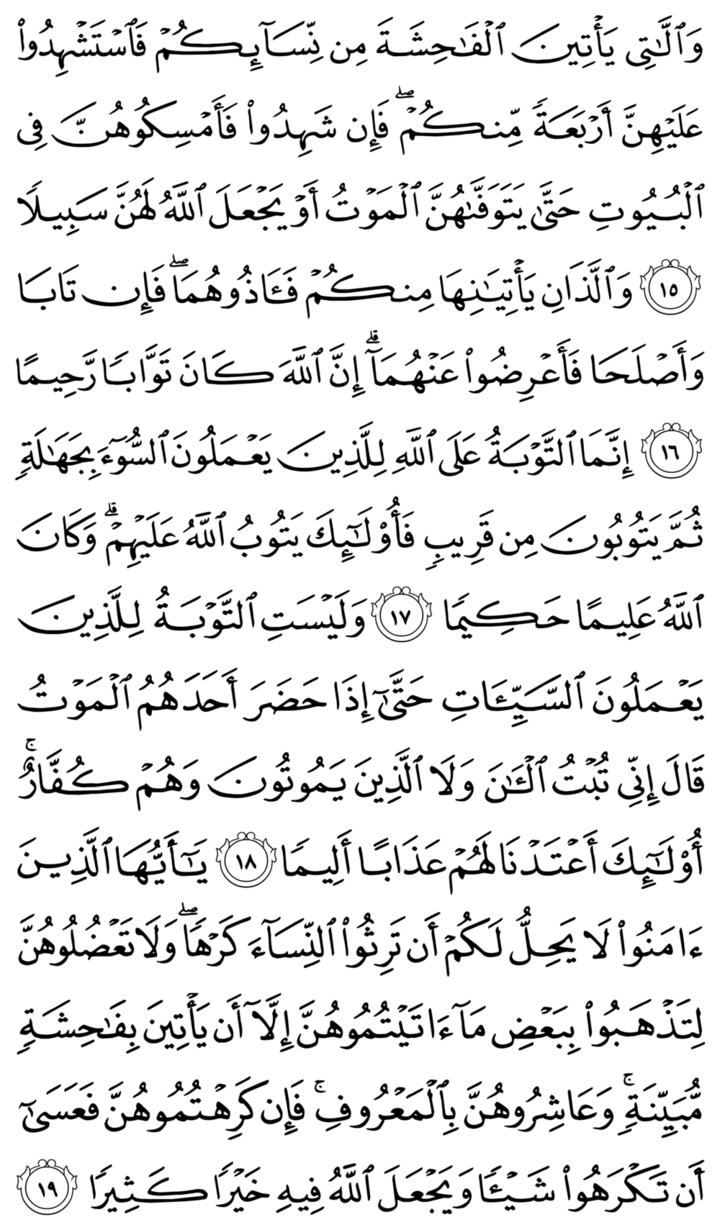 وَٱلَّٰتِى يَأْتِينَ ٱلْفَٰحِشَةَ مِن نِّسَآئِكُمْ فَٱسْتَشْهِدُوا۟
عَلَيْهِنَّ أَرْبَعَةً مِّنكُمْ ۖ فَإِن شَهِدُوا۟ فَأَمْسِكُوهُنَّ فِى
ٱلْبُيُوتِ حَتَّىٰ يَتَوَفَّىٰهُنَّ ٱلْمَوْتُ أَوْ يَجْعَلَ ٱللَّهُ لَهُنَّ سَبِيلًا
١٥ وَٱلَّذَانِ يَأْتِيَٰنِهَا مِنكُمْ فَـَٔاذُوهُمَا ۖ فَإِن تَابَا
وَأَصْلَحَا فَأَعْرِضُوا۟ عَنْهُمَآ ۗ إِنَّ ٱللَّهَ كَانَ تَوَّابًا رَّحِيمًا
١٦ إِنَّمَا ٱلتَّوْبَةُ عَلَى ٱللَّهِ لِلَّذِينَ يَعْمَلُونَ ٱلسُّوٓءَ بِجَهَٰلَةٍ
ثُمَّ يَتُوبُونَ مِن قَرِيبٍ فَأُو۟لَٰٓئِكَ يَتُوبُ ٱللَّهُ عَلَيْهِمْ ۗ وَكَانَ
ٱللَّهُ عَلِيمًا حَكِيمًا ١٧ وَلَيْسَتِ ٱلتَّوْبَةُ لِلَّذِينَ
يَعْمَلُونَ ٱلسَّيِّـَٔاتِ حَتَّىٰٓ إِذَا حَضَرَ أَحَدَهُمُ ٱلْمَوْتُ
قَالَ إِنِّى تُبْتُ ٱلْـَٰٔنَ وَلَا ٱلَّذِينَ يَمُوتُونَ وَهُمْ كُفَّارٌ ۚ
أُو۟لَٰٓئِكَ أَعْتَدْنَا لَهُمْ عَذَابًا أَلِيمًا ١٨ يَٰٓأَيُّهَا ٱلَّذِينَ
ءَامَنُوا۟ لَا يَحِلُّ لَكُمْ أَن تَرِثُوا۟ ٱلنِّسَآءَ كَرْهًا ۖ وَلَا تَعْضُلُوهُنَّ
لِتَذْهَبُوا۟ بِبَعْضِ مَآ ءَاتَيْتُمُوهُنَّ إِلَّآ أَن يَأْتِينَ بِفَٰحِشَةٍ
مُّبَيِّنَةٍ ۚ وَعَاشِرُوهُنَّ بِٱلْمَعْرُوفِ ۚ فَإِن كَرِهْتُمُوهُنَّ فَعَسَىٰٓ
أَن تَكْرَهُوا۟ شَيْـًٔا وَيَجْعَلَ ٱللَّهُ فِيهِ خَيْرًا كَثِيرًا ١٩